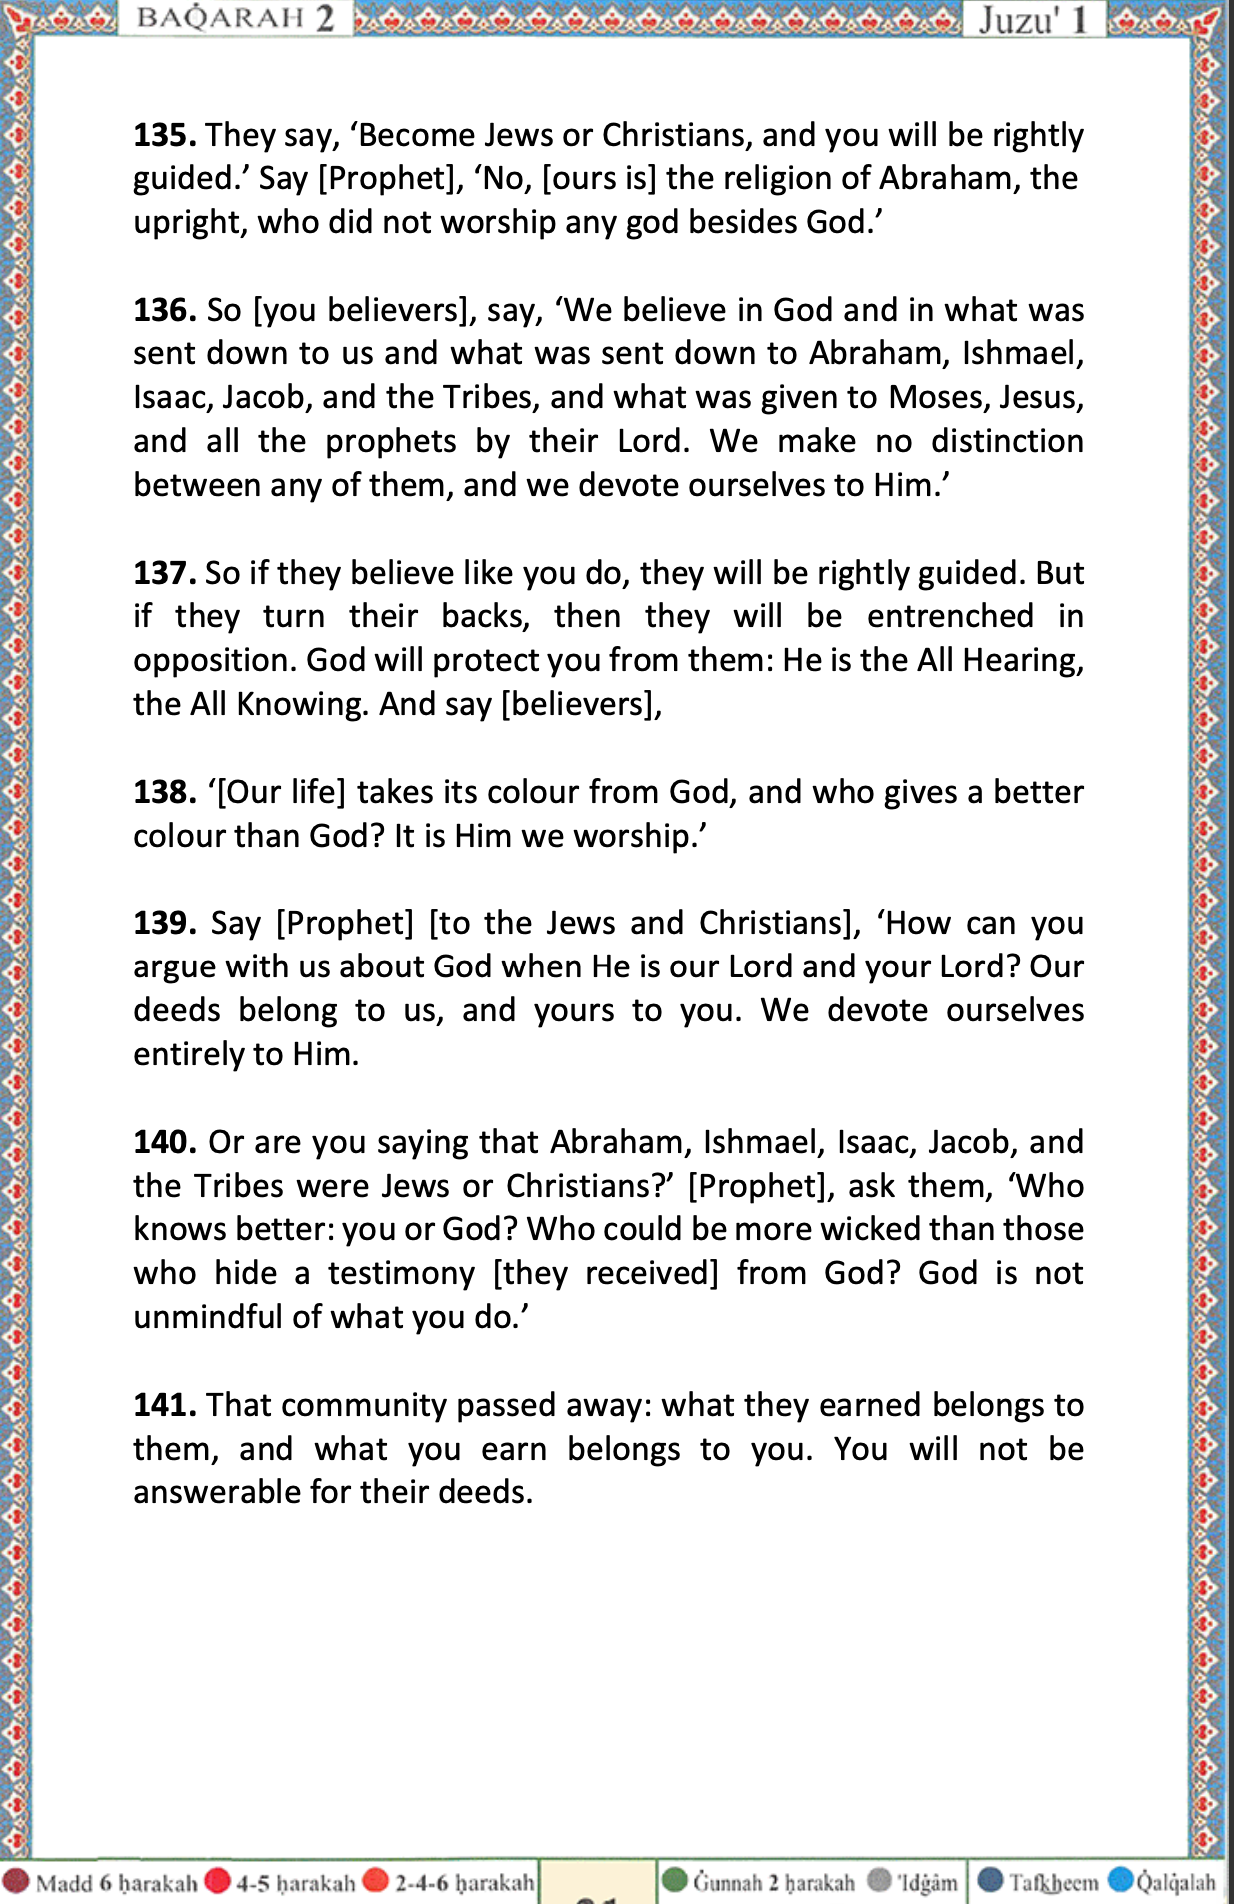 BAQ̇ARAH 2
Juzu' 1
135. They say, ‘Become Jews or Christians, and you will be rightly
guided.’ Say [Prophet], ‘No, [ours is] the religion of Abraham, the
upright, who did not worship any god besides God.’
136. So [you believers], say, ‘We believe in God and in what was
sent down to us and what was sent down to Abraham, Ishmael,
Isaac, Jacob, and the Tribes, and what was given to Moses, Jesus,
and all the prophets by their Lord. We make no distinction
between any of them, and we devote ourselves to Him.’
137. So if they believe like you do, they will be rightly guided. But
if they turn their backs, then they will be entrenched in
opposition. God will protect you from them: He is the All Hearing,
the All Knowing. And say [believers],
138. ‘[Our life] takes its colour from God, and who gives a better
colour than God? It is Him we worship.’
139. Say [Prophet] [to the Jews and Christians], ‘How can you
argue with us about God when He is our Lord and your Lord? Our
deeds belong to us, and yours to you. We devote ourselves
entirely to Him.
140. Or are you saying that Abraham, Ishmael, Isaac, Jacob, and
the Tribes were Jews or Christians?’ [Prophet], ask them, ‘Who
knows better: you or God? Who could be more wicked than those
who hide a testimony [they received] from God? God is not
unmindful of what you do.’
141. That community passed away: what they earned belongs to
them, and what you earn belongs to you. You will not be
answerable for their deeds.
Madd 6 ḥarakah 4-5 ḥarakah 2-4-6 ḥarakah
Ġunnah 2 ḥarakah 'Idġâm Tafk͟heem Q̇alq̇alah